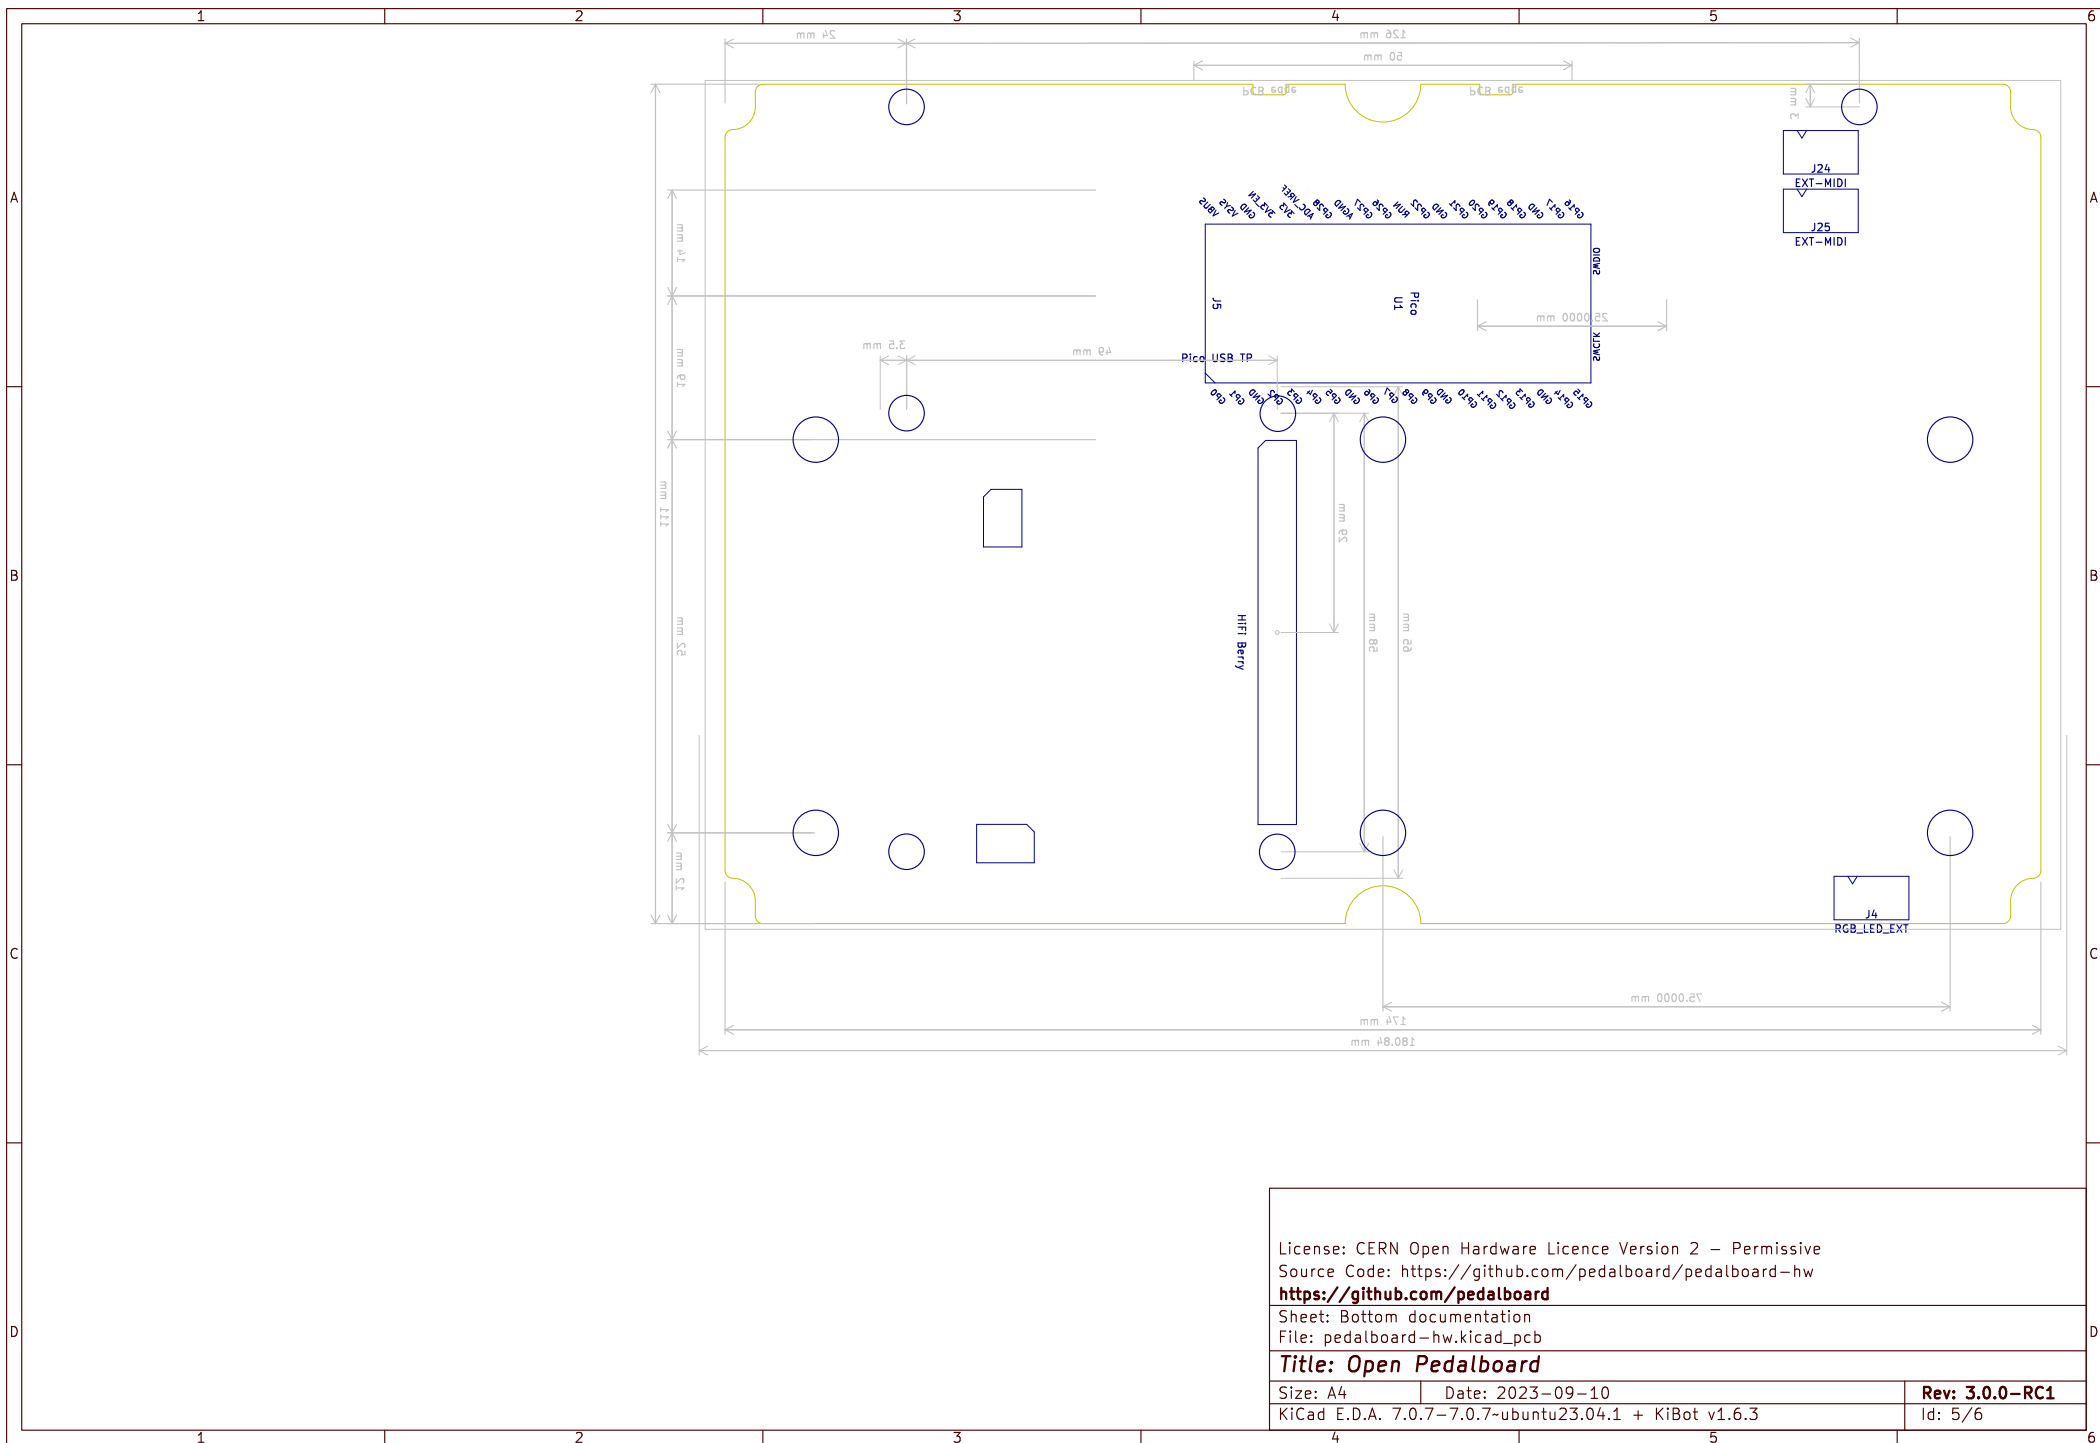 1 2 3 4 5 6
24 mm
126 mm
50 mm
PCB edge
PCB edge
3 mm
A
J24
EXT-MIDI
A
J25
EXT-MIDI
VBUS
VSYS
GND
3V3_EN
3V3
ADC_VREF
GP28
AGND
GP27
GP26
RUN
GP22
GND
GP21
GP20
GP19
GP18
GND
GP17
GP16
14 mm
SWDIO
J5
U1
Pico
25.0000 mm
3.5 mm
49 mm
Pico USB TP
SWCLK
19 mm
GP0
GP1
GND
GP2
GP3
GP4
GP5
GND
GP6
GP7
GP8
GP9
GND
GP10
GP11
GP12
GP13
GND
GP14
GP15
111 mm
29 mm
B
B
52 mm
HiFi Berry
58 mm
65 mm
12 mm
J4
RGB_LED_EXT
C
C
75.0000 mm
174 mm
180.84 mm
License: CERN Open Hardware Licence Version 2 - Permissive
Source Code: https://github.com/pedalboard/pedalboard-hw
https://github.com/pedalboard
Sheet: Bottom documentation
D
D
File: pedalboard-hw.kicad_pcb
Title: Open Pedalboard
Size: A4 Date: 2023-09-10 Rev: 3.0.0-RC1
KiCad E.D.A. 7.0.7-7.0.7~ubuntu23.04.1 + KiBot v1.6.3 Id: 5/6
1 2 3 4 5 6